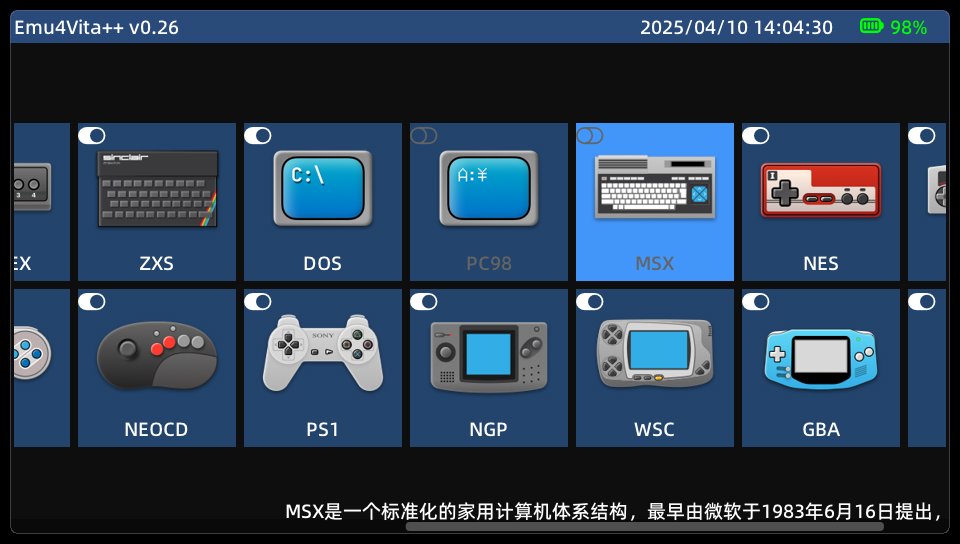 Emu4Vita++ v0.26
2025/04/10 14:04:30
98%
sinclair
C:\
A:¥
I
3 4
EX
ZXS
DOS
PC98
MSX
NES
SONY
NEOCD
PS1
NGP
WSC
GBA
MSX是一个标准化的家用计算机体系结构，最早由微软于1983年6月16日提出，